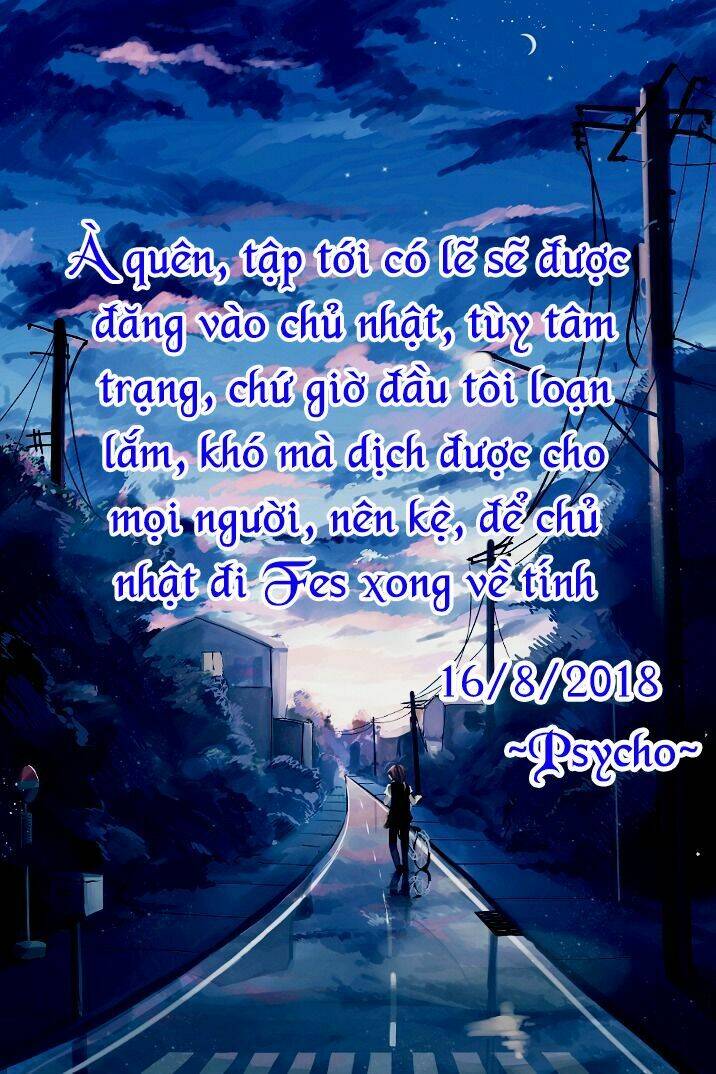 À quên, tập tới có lẽ sẽ được
đăng vào chủ nhật, tùy tâm
trạng, chứ giờ đầu tôi loạn
lắm, khó mà dịch được cho
mọi người, nên kệ, để chủ
nhật đi Fes xong về tính
16/8/2018
~Psycho~